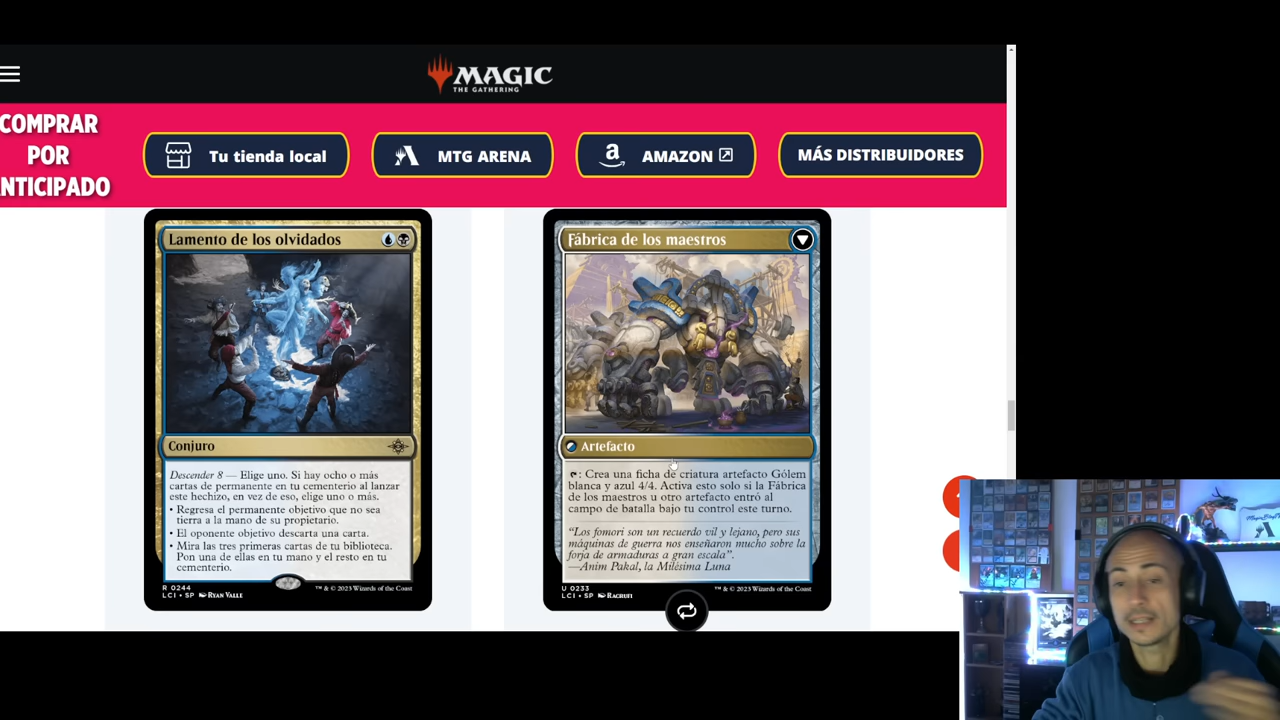 MAGIC
THE GATHERING
COMPRAR
POR
ANTICIPADO
Tu tienda local
MTG ARENA
a
AMAZON
MÁS DISTRIBUIDORES
Lamento de los olvidados
Conjuro
Descender 8 — Elige uno. Si hay ocho o más
cartas de permanente en tu cementerio al lanzar
este hechizo, en vez de eso, elige uno o más.
• Regresa el permanente objetivo que no sea
tierra a la mano de su propietario.
• El oponente objetivo descarta una carta.
• Mira las tres primeras cartas de tu biblioteca.
Pon una de ellas en tu mano y el resto en tu
cementerio.
R 0244
LCI • SP RYAN VALLE
™ & © 2023 Wizards of the Coast
Fábrica de los maestros
Artefacto
: Crea una ficha de criatura artefacto Gólem
blanca y azul 4/4. Activa esto solo si la Fábrica
de los maestros u otro artefacto entró al
campo de batalla bajo tu control este turno.
“Los fomori son un recuerdo vil y lejano, pero sus
máquinas de guerra nos enseñaron mucho sobre la
forja de armaduras a gran escala”.
—Anim Pakal, la Milésima Luna
U 0233
LCI • SP RAGRUFI
™ & © 2023 Wizards of the Coast